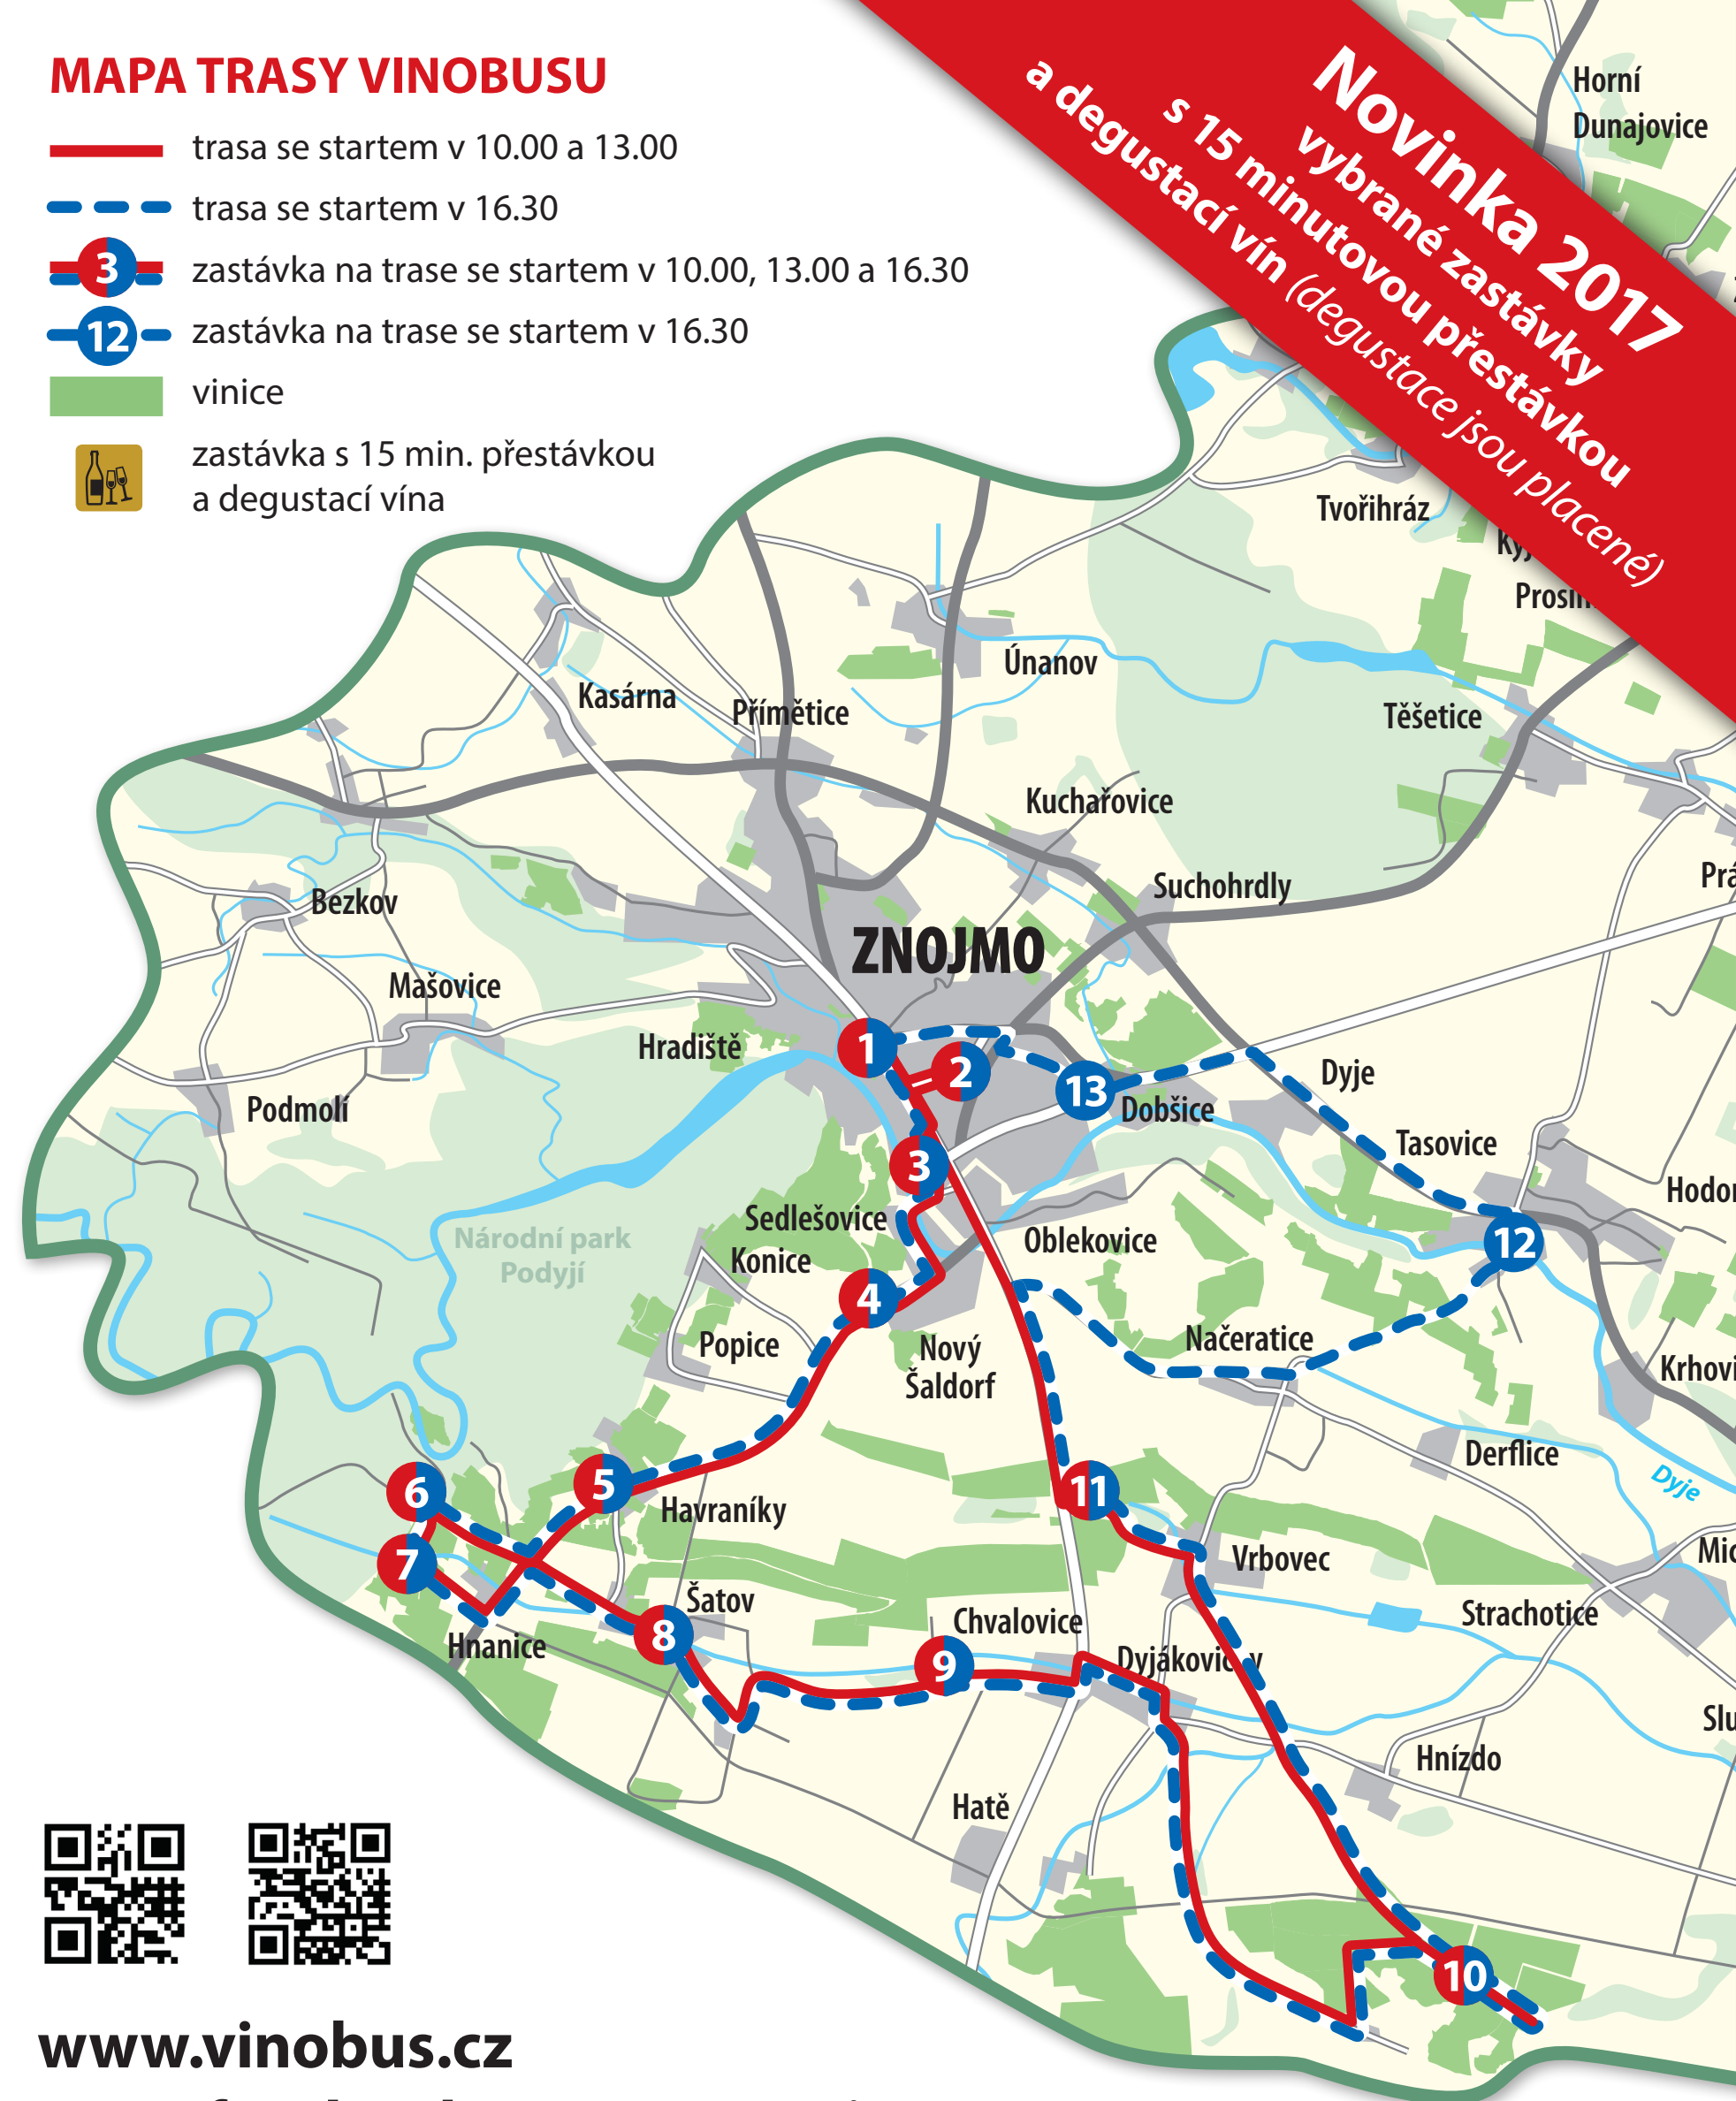 MAPA TRASY VINOBUSU
trasa se startem v 10.00 a 13.00
trasa se startem v 16.30
3
zastávka na trase se startem v 10.00, 13.00 a 16.30
12
zastávka na trase se startem v 16.30
vinice
zastávka s 15 min. přestávkou
a degustací vína
Novinka 2017
vybrané zastávky
s 15 minutovou přestávkou
a degustací vín (degustace jsou placené)
Horní
Dunajovice
Tvořihráz
Únanov
Kasárna
Přímětice
Těšetice
Kuchařovice
Suchohrdly
Bezkov
ZNOJMO
Mašovice
Hradiště
1
2
13
Dyje
Podmolí
Dobšice
Tasovice
3
Sedlešovice
Národní park
Podyjí
Konice
Oblekovice
12
4
Popice
Nový
Šaldorf
Načeratice
Derflice
Dyje
5
6
11
Havraníky
7
Vrbovec
Šatov
8
Chvalovice
Strachotice
Hnanice
9
Hnízdo
Hatě
10
www.vinobus.cz